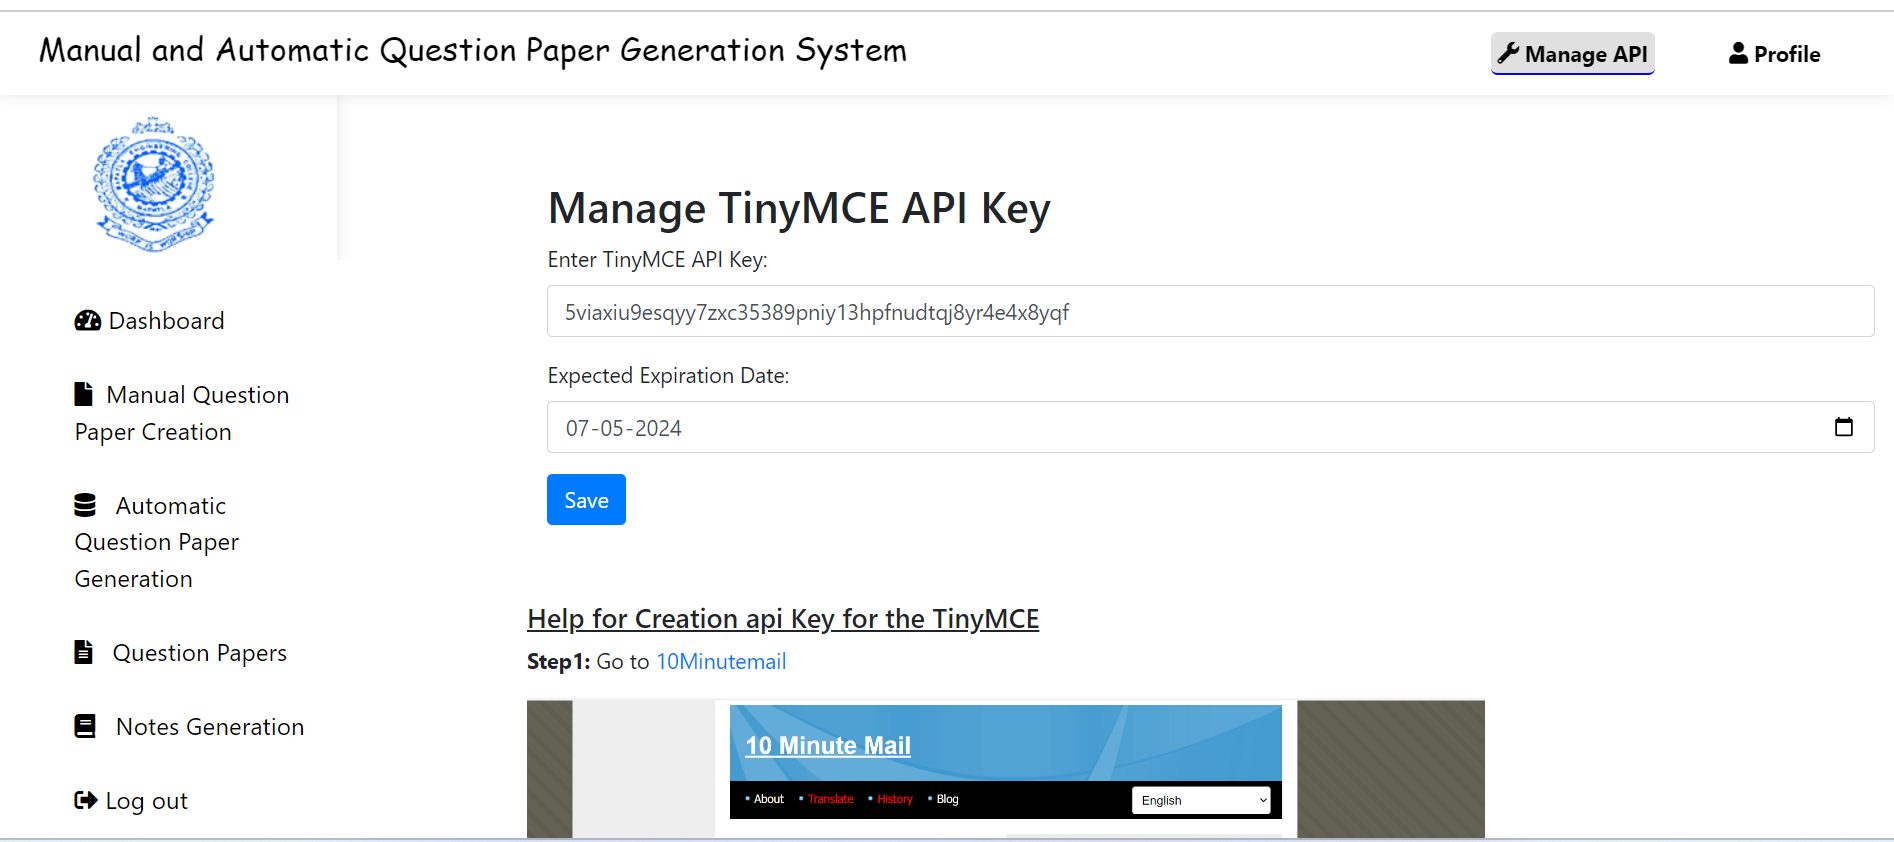 Manual and Automatic Question Paper Generation System
Manage API
Profile
WORK IS WORSHIP
Dashboard
Manual Question
Paper Creation
Automatic
Question Paper
Generation
Question Papers
Notes Generation
Log out
Manage TinyMCE API Key
Enter TinyMCE API Key:
5viaxiu9esqyy7zxc35389pniy13hpfnudtqj8yr4e4x8yqf
Expected Expiration Date:
07-05-2024
Save
Help for Creation api Key for the TinyMCE
Step1: Go to 10Minutemail
10 Minute Mail
• About • Translate • History • Blog
English